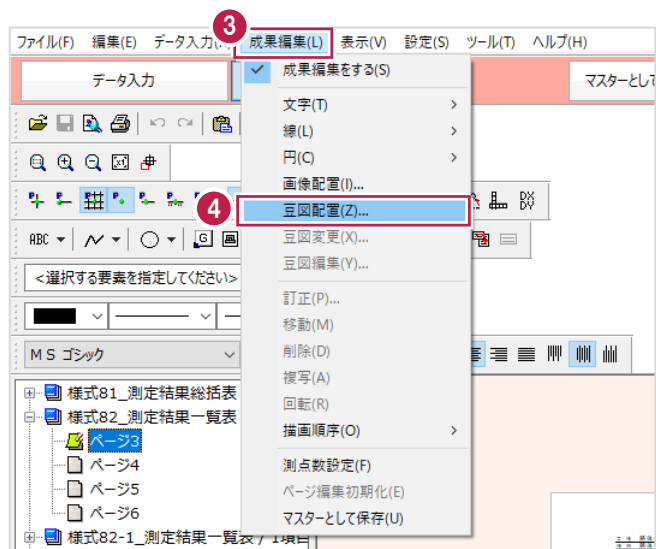 3
ファイル(F) 編集(E) データ入力(I) 成果編集(L) 表示(V) 設定(S) ツール(T) ヘルプ(H)
データ入力
マスターとして
✓ 成果編集をする(S)
文字(T) >
線(L) >
円(C) >
画像配置(I)...
4
豆図配置(Z)...
豆図変更(X)...
豆図編集(Y)...
ABC
<選択する要素を指定してください>
訂正(P)...
移動(M)
削除(D)
複写(A)
回転(R)
描画順序(O) >
ＭＳ ゴシック
測点数設定(F)
ページ編集初期化(E)
マスターとして保存(U)
様式81_測定結果総括表
様式82_測定結果一覧表
ページ3
ページ4
ページ5
ページ6
様式82-1_測定結果一覧表 / 1項目